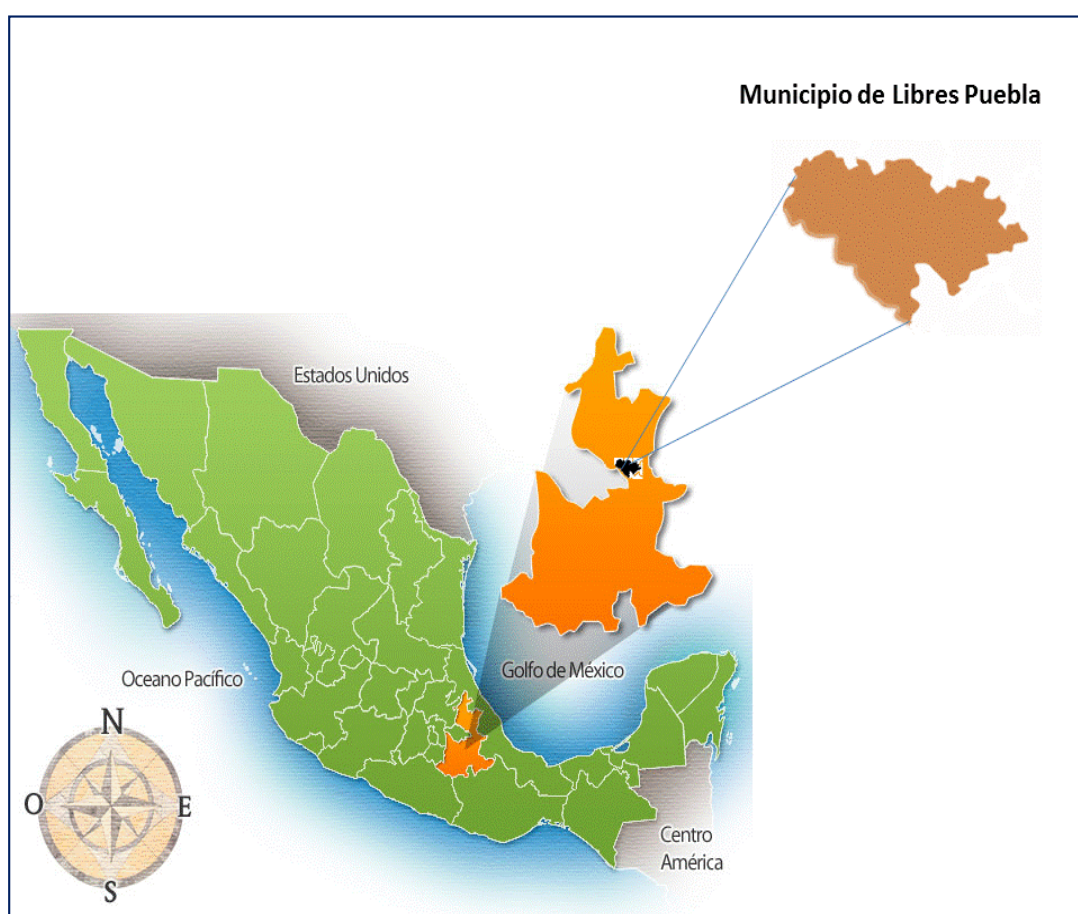 Municipio de Libres Puebla
Estados Unidos
Golfo de México
Oceano Pacífico
N
O
E
S
Centro
América